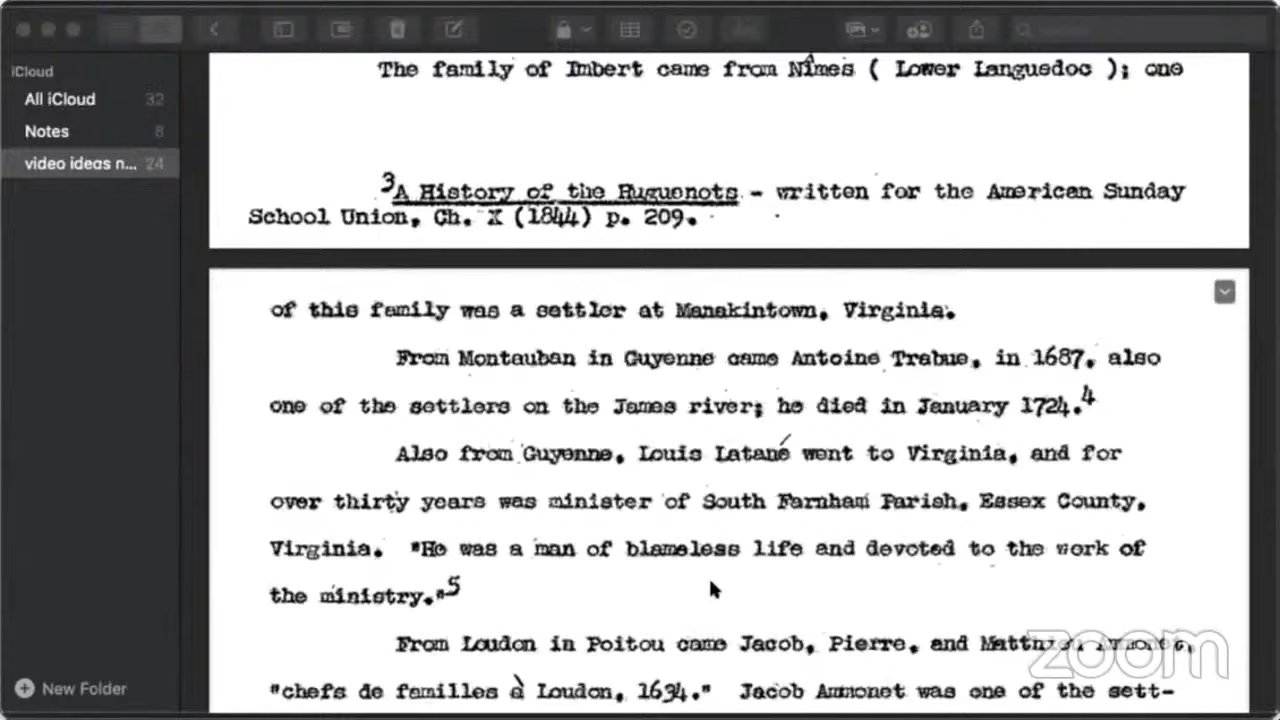 iCloud
All iCloud 32
Notes 8
video ideas n... 24
New Folder
The family of Imbert came from Nîmes ( Lower Languedoc ); one
3A History of the Huguenots - written for the American Sunday
School Union, Ch. X (1844) p. 209.
of this family was a settler at Manakintown, Virginia.
From Montauban in Guyenne came Antoine Trabue, in 1687, also
one of the settlers on the James river; he died in January 1724.4
Also from Guyenne, Louis Latané went to Virginia, and for
over thirty years was minister of South Farnham Parish, Essex County,
Virginia. "He was a man of blameless life and devoted to the work of
the ministry."5
From Loudon in Poitou came Jacob, Pierre, and Matthieu Ammonet,
"chefs de familles à Loudon, 1634." Jacob Ammonet was one of the sett-
zoom